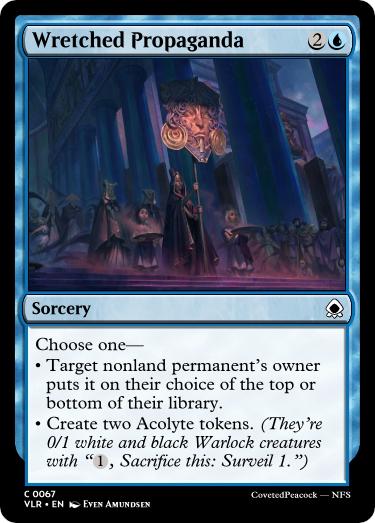 Wretched Propaganda 2
Sorcery
Choose one—
• Target nonland permanent's owner
puts it on their choice of the top or
bottom of their library.
• Create two Acolyte tokens. (They're
0/1 white and black Warlock creatures
with “1, Sacrifice this: Surveil 1.”)
C 0067
VLR • EN Even Amundsen
CovetedPeacock — NFS